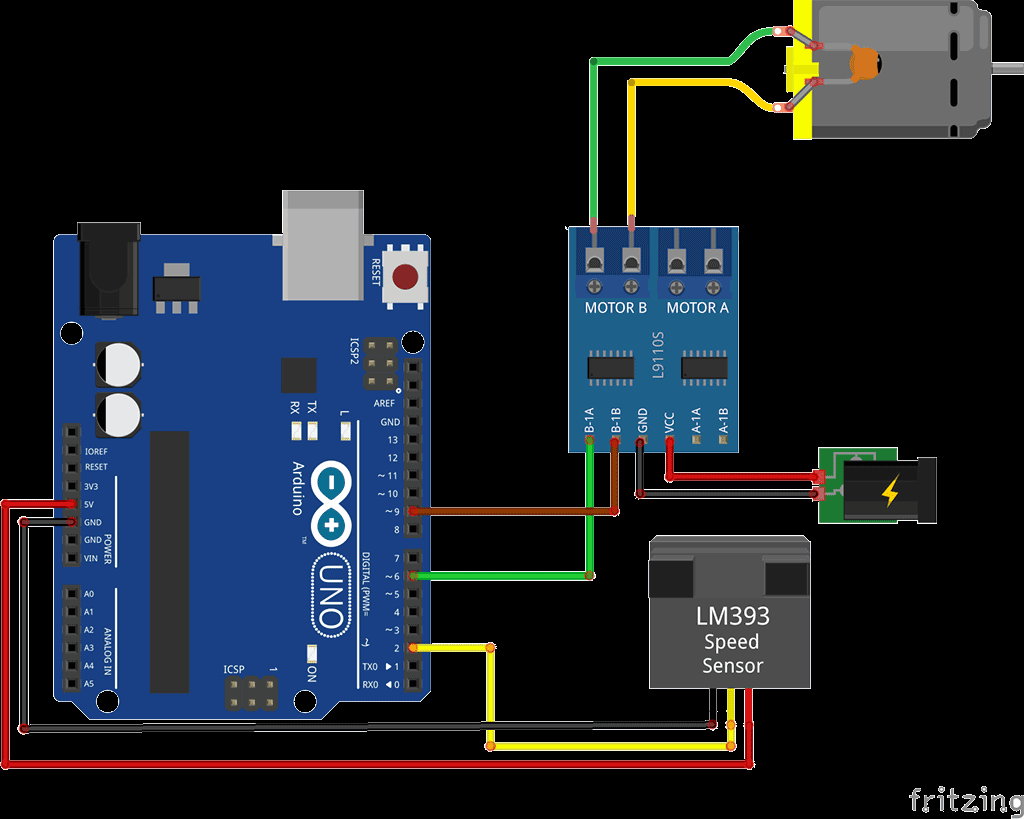 MOTOR B
MOTOR A
L9110S
B-1A
B-1B
GND
VCC
A-1A
A-1B
RESET
ICSP2
AREF
GND
13
12
~11
~10
~9
8
7
~6
~5
4
~3
2
TX0 ▶ 1
RX0 ◀ 0
RX
TX
L
IOREF
RESET
3V3
5V
GND
GND
VIN
POWER
A0
A1
A2
A3
A4
A5
ANALOG IN
Arduino
™
UNO
DIGITAL (PWM= ~)
ON
ICSP
1
LM393
Speed
Sensor
fritzing